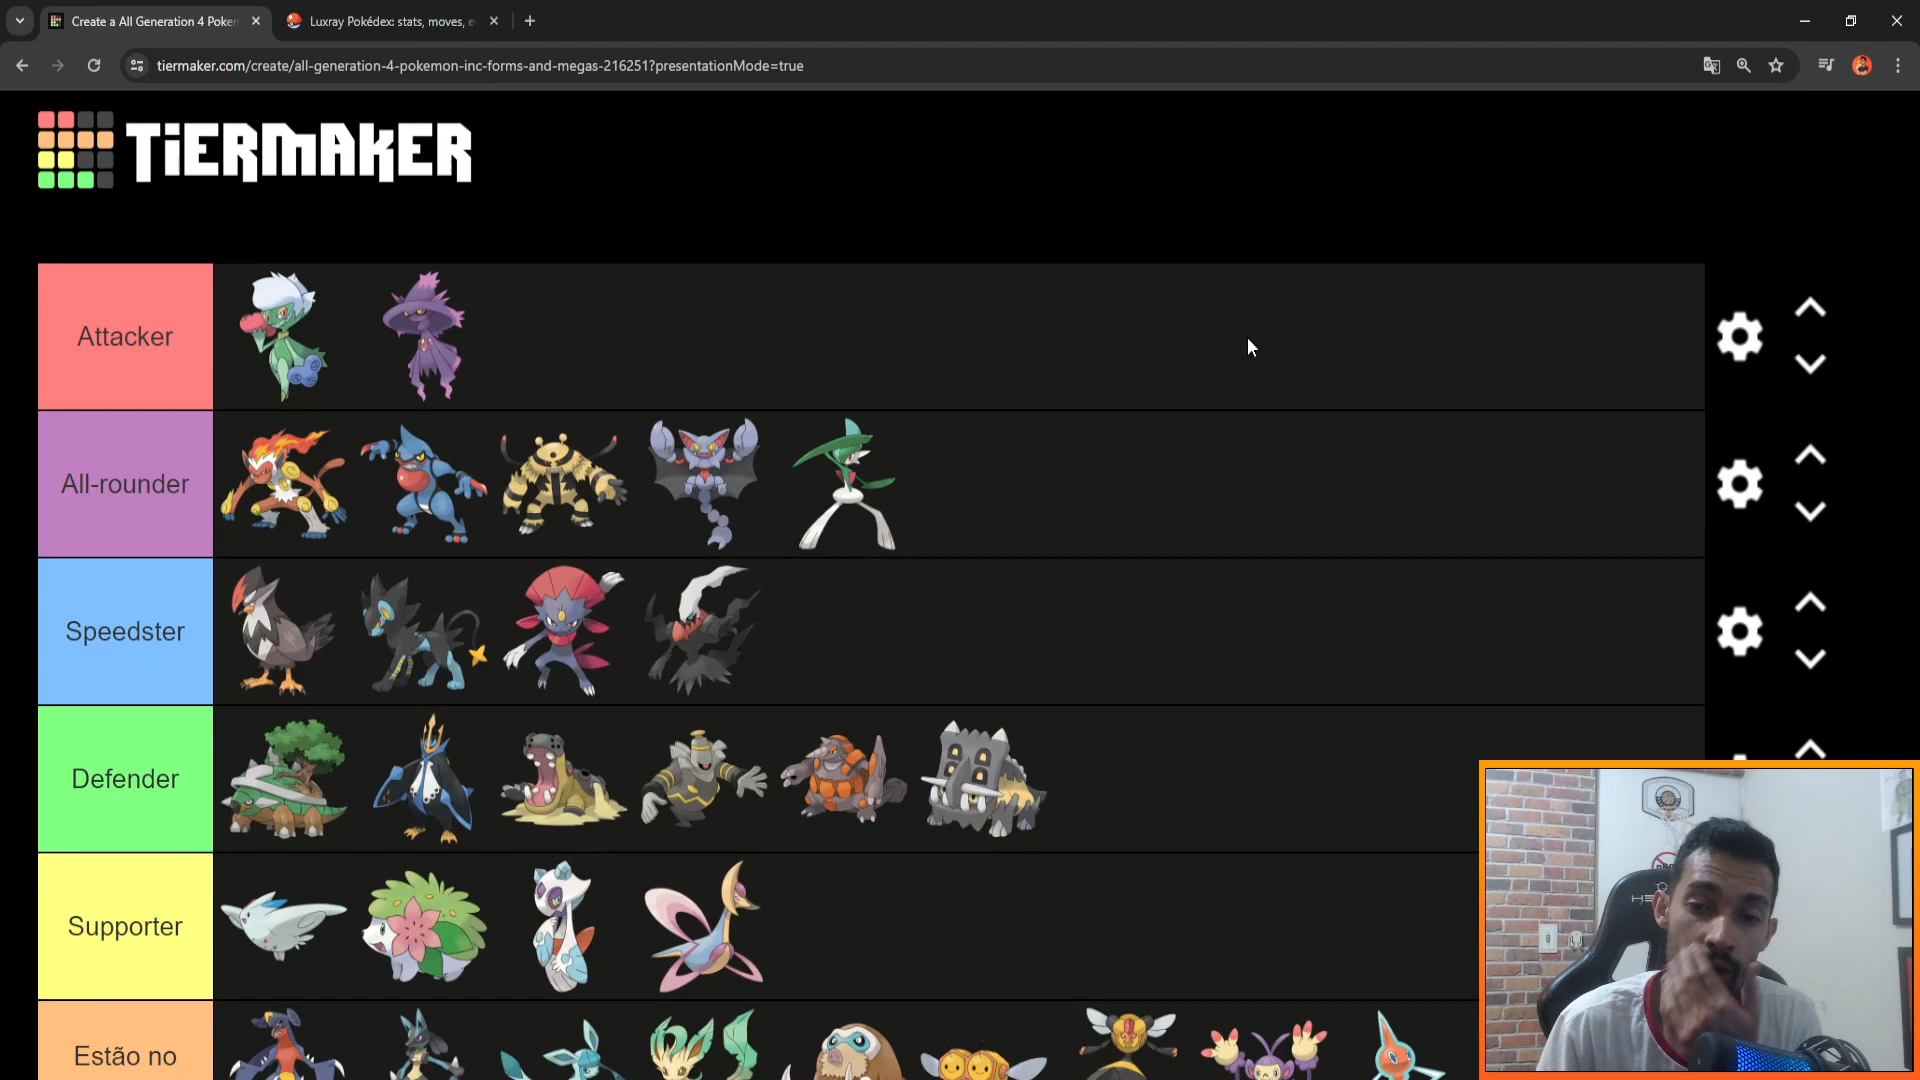 Create a All Generation 4 Poken
Luxray Pokédex: stats, moves, e
tiermaker.com/create/all-generation-4-pokemon-inc-forms-and-megas-216251?presentationMode=true
TiERMAKER
Attacker
All-rounder
Speedster
Defender
Supporter
Estão no